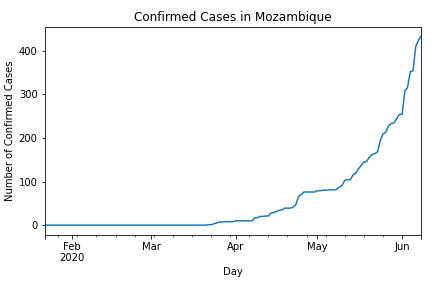 Confirmed Cases in Mozambique
Number of Confirmed Cases
400
300
200
100
0
Feb
2020
Mar
Apr
May
Jun
Day